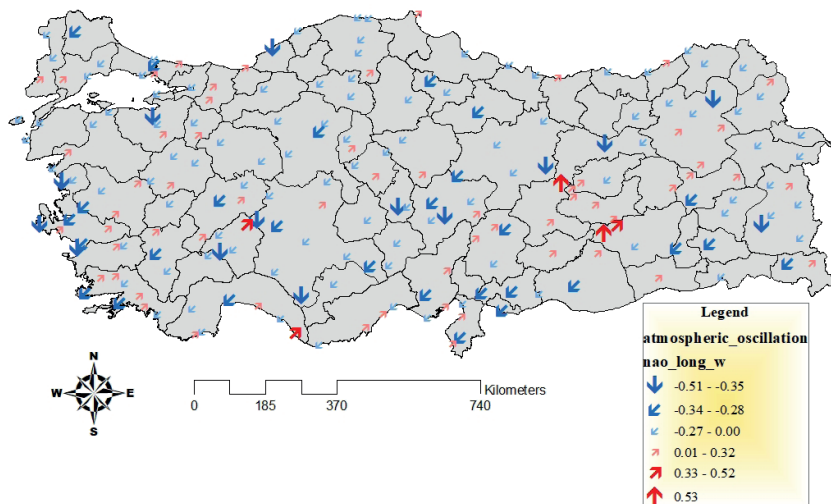 Legend
atmospheric_oscillation
nao_long_w
-0.51 - -0.35
-0.34 - -0.28
-0.27 - 0.00
0.01 - 0.32
0.33 - 0.52
0.53
N
W E
S
Kilometers
0 185 370 740